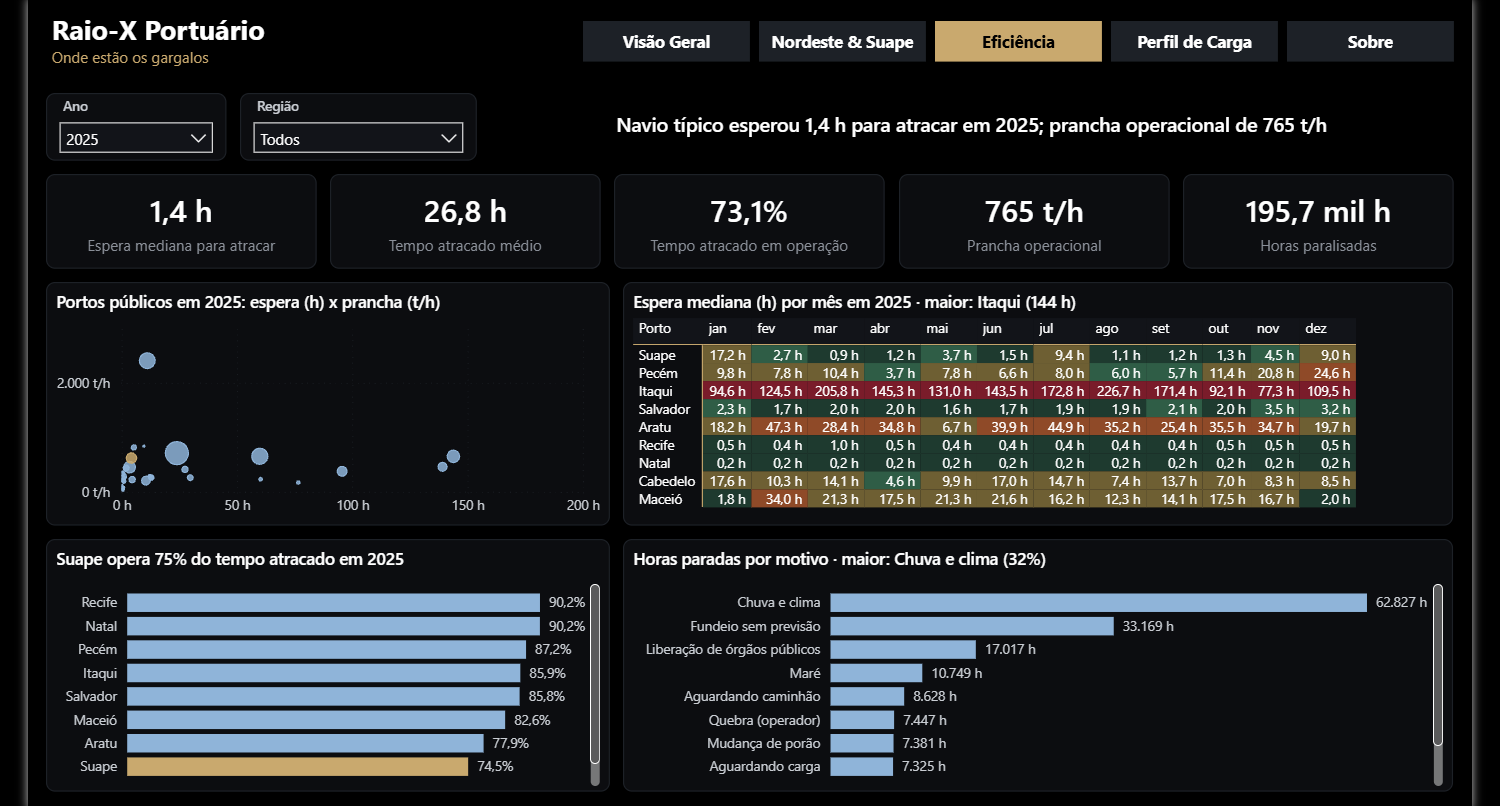 Raio-X Portuário
Onde estão os gargalos
Visão Geral
Nordeste & Suape
Eficiência
Perfil de Carga
Sobre
Ano
2025
Região
Todos
Navio típico esperou 1,4 h para atracar em 2025; prancha operacional de 765 t/h
1,4 h
Espera mediana para atracar
26,8 h
Tempo atracado médio
73,1%
Tempo atracado em operação
765 t/h
Prancha operacional
195,7 mil h
Horas paralisadas
Portos públicos em 2025: espera (h) x prancha (t/h)
2.000 t/h
0 t/h
0 h 50 h 100 h 150 h 200 h
Espera mediana (h) por mês em 2025 · maior: Itaqui (144 h)
Porto jan fev mar abr mai jun jul ago set out nov dez
Suape 17,2 h 2,7 h 0,9 h 1,2 h 3,7 h 1,5 h 9,4 h 1,1 h 1,2 h 1,3 h 4,5 h 9,0 h
Pecém 9,8 h 7,8 h 10,4 h 3,7 h 7,8 h 6,6 h 8,0 h 6,0 h 5,7 h 11,4 h 20,8 h 24,6 h
Itaqui 94,6 h 124,5 h 205,8 h 145,3 h 131,0 h 143,5 h 172,8 h 226,7 h 171,4 h 92,1 h 77,3 h 109,5 h
Salvador 2,3 h 1,7 h 2,0 h 2,0 h 1,6 h 1,7 h 1,9 h 1,9 h 2,1 h 2,0 h 3,5 h 3,2 h
Aratu 18,2 h 47,3 h 28,4 h 34,8 h 6,7 h 39,9 h 44,9 h 35,2 h 25,4 h 35,5 h 34,7 h 19,7 h
Recife 0,5 h 0,4 h 1,0 h 0,5 h 0,4 h 0,4 h 0,4 h 0,4 h 0,4 h 0,5 h 0,5 h 0,5 h
Natal 0,2 h 0,2 h 0,2 h 0,2 h 0,2 h 0,2 h 0,2 h 0,2 h 0,2 h 0,2 h 0,2 h 0,2 h
Cabedelo 17,6 h 10,3 h 14,1 h 4,6 h 9,9 h 17,0 h 14,7 h 7,4 h 13,7 h 7,0 h 8,3 h 8,5 h
Maceió 1,8 h 34,0 h 21,3 h 17,5 h 21,3 h 21,6 h 16,2 h 12,3 h 14,1 h 17,5 h 16,7 h 2,0 h
Suape opera 75% do tempo atracado em 2025
Recife 90,2%
Natal 90,2%
Pecém 87,2%
Itaqui 85,9%
Salvador 85,8%
Maceió 82,6%
Aratu 77,9%
Suape 74,5%
Horas paradas por motivo · maior: Chuva e clima (32%)
Chuva e clima 62.827 h
Fundeio sem previsão 33.169 h
Liberação de órgãos públicos 17.017 h
Maré 10.749 h
Aguardando caminhão 8.628 h
Quebra (operador) 7.447 h
Mudança de porão 7.381 h
Aguardando carga 7.325 h